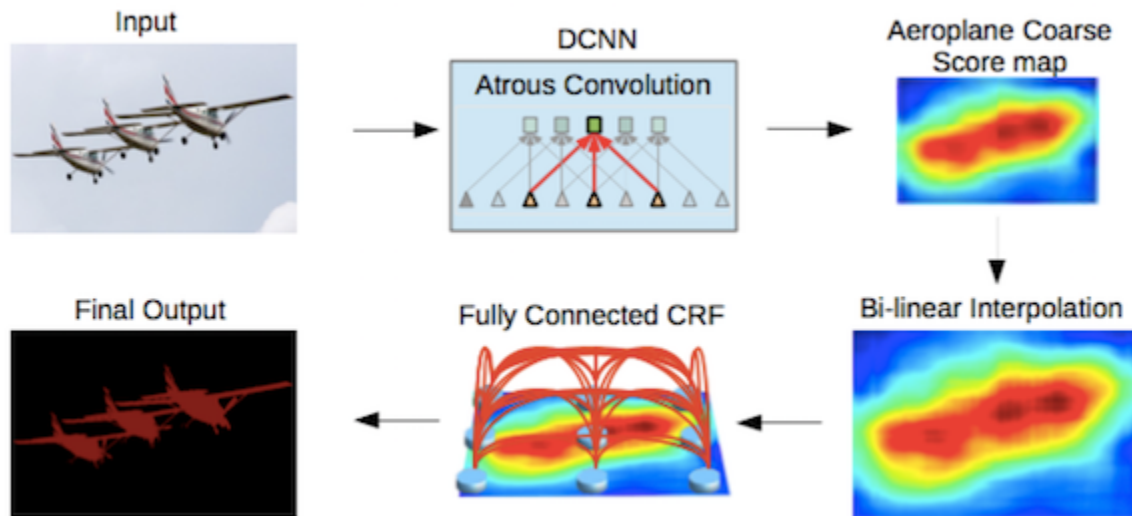 Input
DCNN
Atrous Convolution
Aeroplane Coarse
Score map
Final Output
Fully Connected CRF
Bi-linear Interpolation